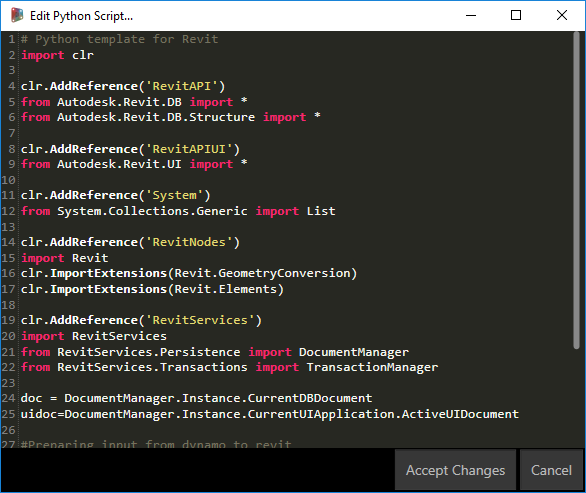 Edit Python Script...
1 # Python template for Revit
2 import clr
3
4 clr.AddReference('RevitAPI')
5 from Autodesk.Revit.DB import *
6 from Autodesk.Revit.DB.Structure import *
7
8 clr.AddReference('RevitAPIUI')
9 from Autodesk.Revit.UI import *
10
11 clr.AddReference('System')
12 from System.Collections.Generic import List
13
14 clr.AddReference('RevitNodes')
15 import Revit
16 clr.ImportExtensions(Revit.GeometryConversion)
17 clr.ImportExtensions(Revit.Elements)
18
19 clr.AddReference('RevitServices')
20 import RevitServices
21 from RevitServices.Persistence import DocumentManager
22 from RevitServices.Transactions import TransactionManager
23
24 doc = DocumentManager.Instance.CurrentDBDocument
25 uidoc=DocumentManager.Instance.CurrentUIApplication.ActiveUIDocument
26
27 #Preparing input from dynamo to revit
Accept Changes
Cancel